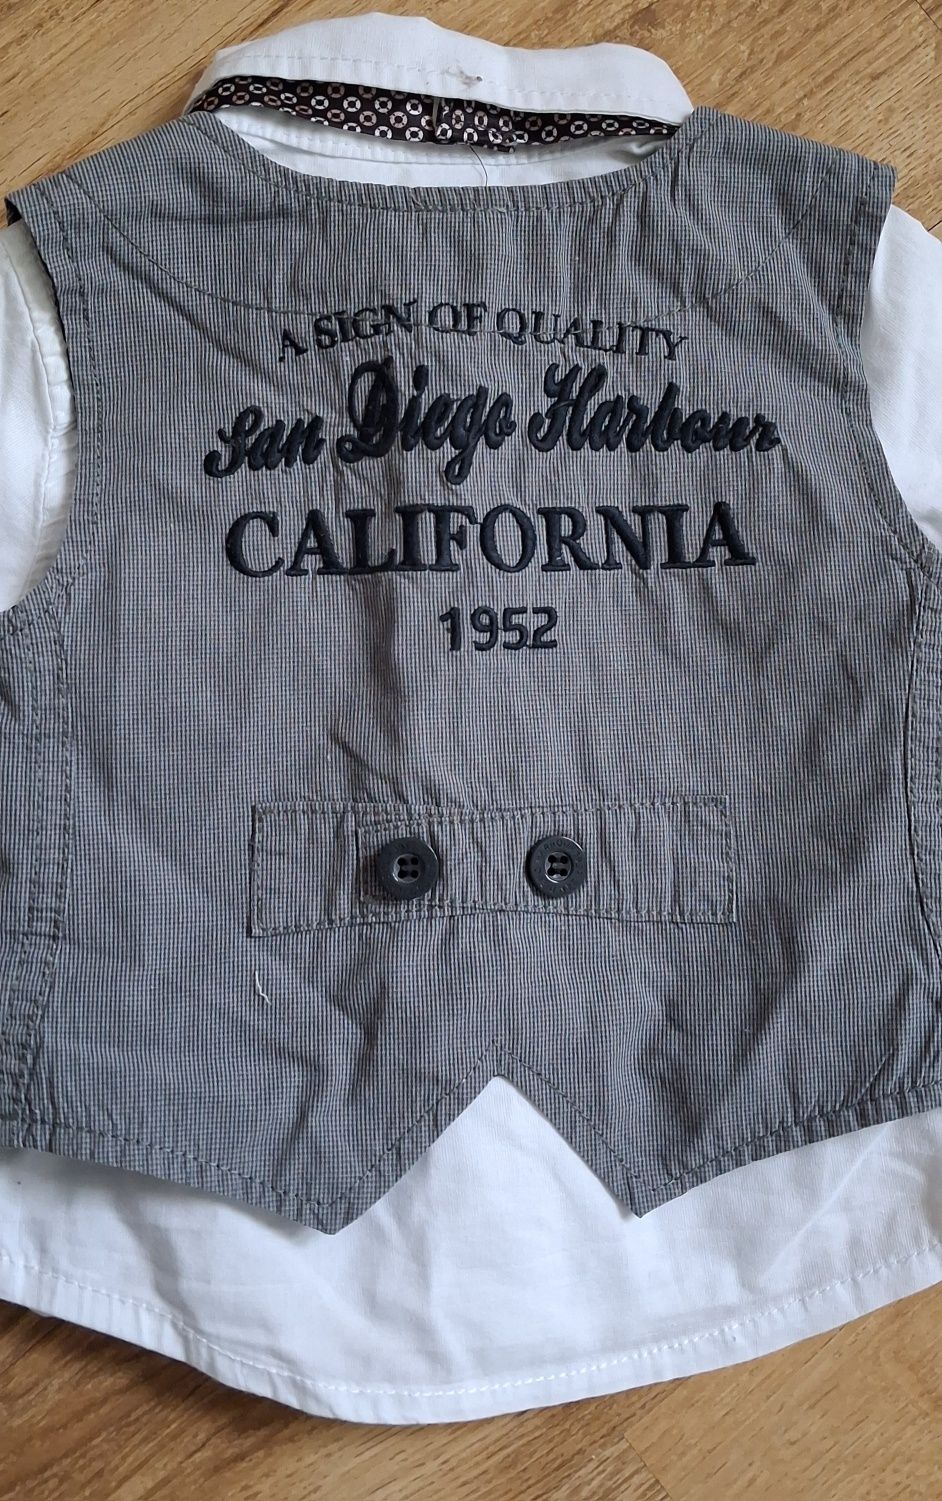 A SIGN OF QUALITY
San Diego Harbour
CALIFORNIA
1952